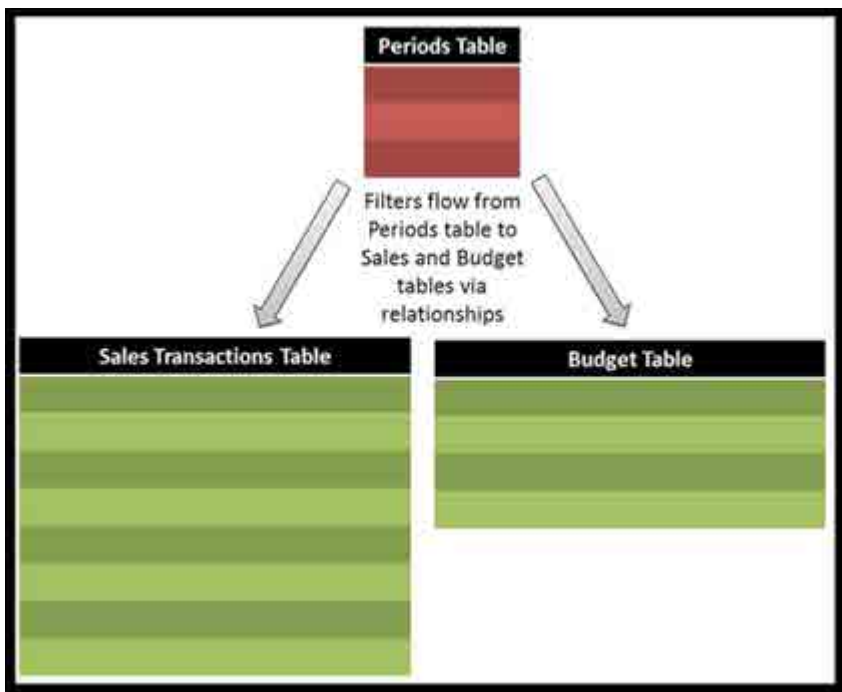 Periods Table
Filters flow from
Periods table to
Sales and Budget
tables via
relationships
Sales Transactions Table
Budget Table